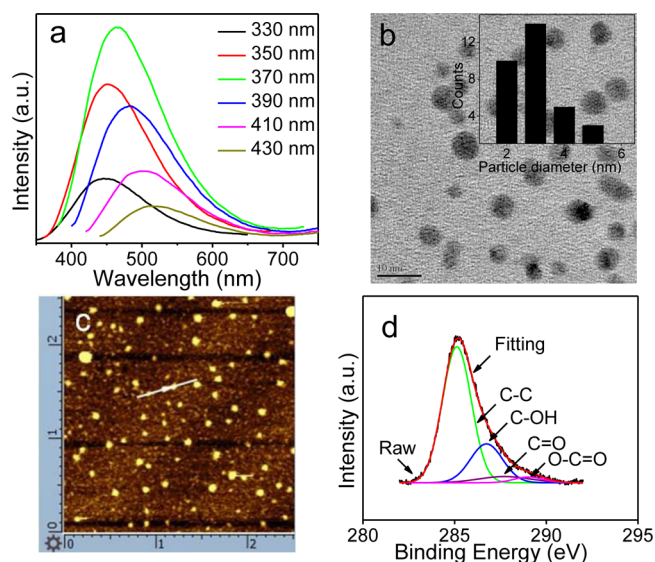 a
330 nm
350 nm
370 nm
390 nm
410 nm
430 nm
Intensity (a.u.)
400 500 600 700
Wavelength (nm)
b
12
8
4
Counts
2 4 6
Particle diameter (nm)
10 nm
c
2
1
0
0 1 2
d
Fitting
C-C
C-OH
C=O
O-C=O
Raw
Intensity (a.u.)
280 285 290 295
Binding Energy (eV)